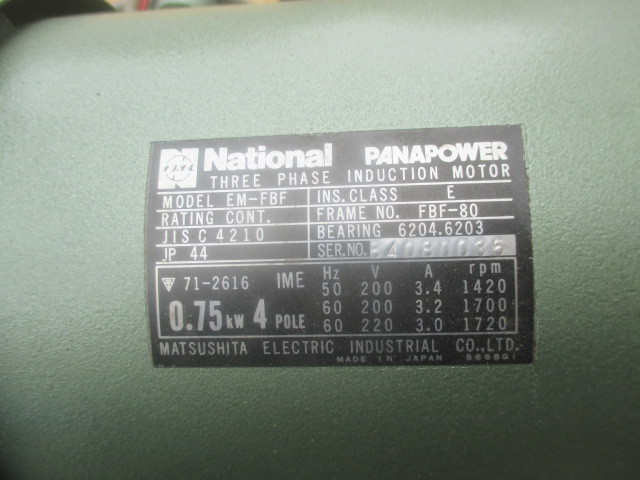 National PANAPOWER
THREE PHASE INDUCTION MOTOR
MODEL EM-FBF INS.CLASS E
RATING CONT. FRAME NO. FBF-80
JIS C 4210 BEARING 6204.6203
JP 44 SER.NO.
71-2616 IME Hz V A rpm
50 200 3.4 1420
60 200 3.2 1700
0.75kW 4 POLE 60 220 3.0 1720
MATSUSHITA ELECTRIC INDUSTRIAL CO.,LTD.
MADE IN JAPAN